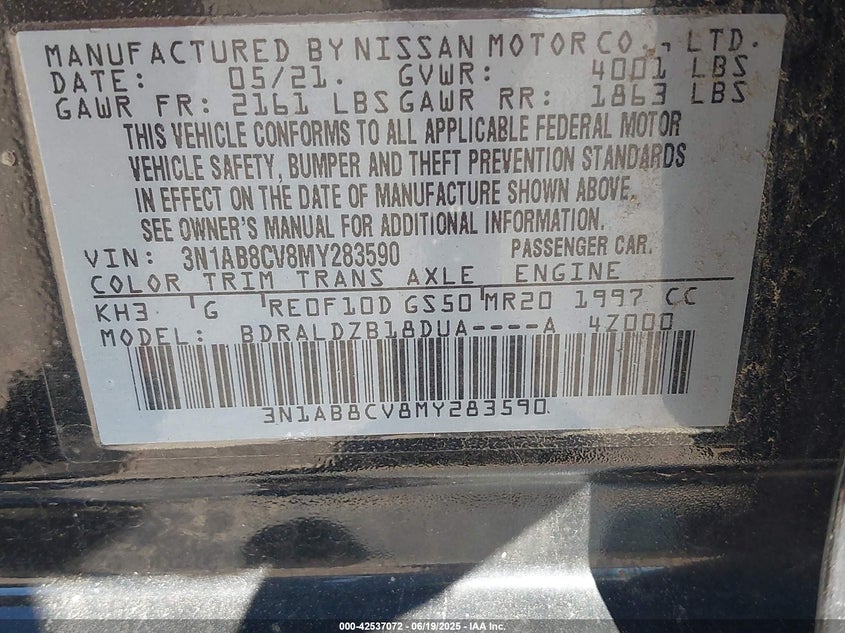 MANUFACTURED BY NISSAN MOTOR CO., LTD.
DATE: 05/21. GVWR: 4001 LBS
GAWR FR: 2161 LBS GAWR RR: 1863 LBS
THIS VEHICLE CONFORMS TO ALL APPLICABLE FEDERAL MOTOR
VEHICLE SAFETY, BUMPER AND THEFT PREVENTION STANDARDS
IN EFFECT ON THE DATE OF MANUFACTURE SHOWN ABOVE.
SEE OWNER'S MANUAL FOR ADDITIONAL INFORMATION.
VIN: 3N1AB8CV8MY283590 PASSENGER CAR.
COLOR TRIM TRANS AXLE ENGINE
KH3 G RE0F10D GS50 MR20 1997 CC
MODEL: BDRALDZB18DUA----A 4Z000
3N1AB8CV8MY283590
000-42537072 - 06/19/2025 - IAA Inc.